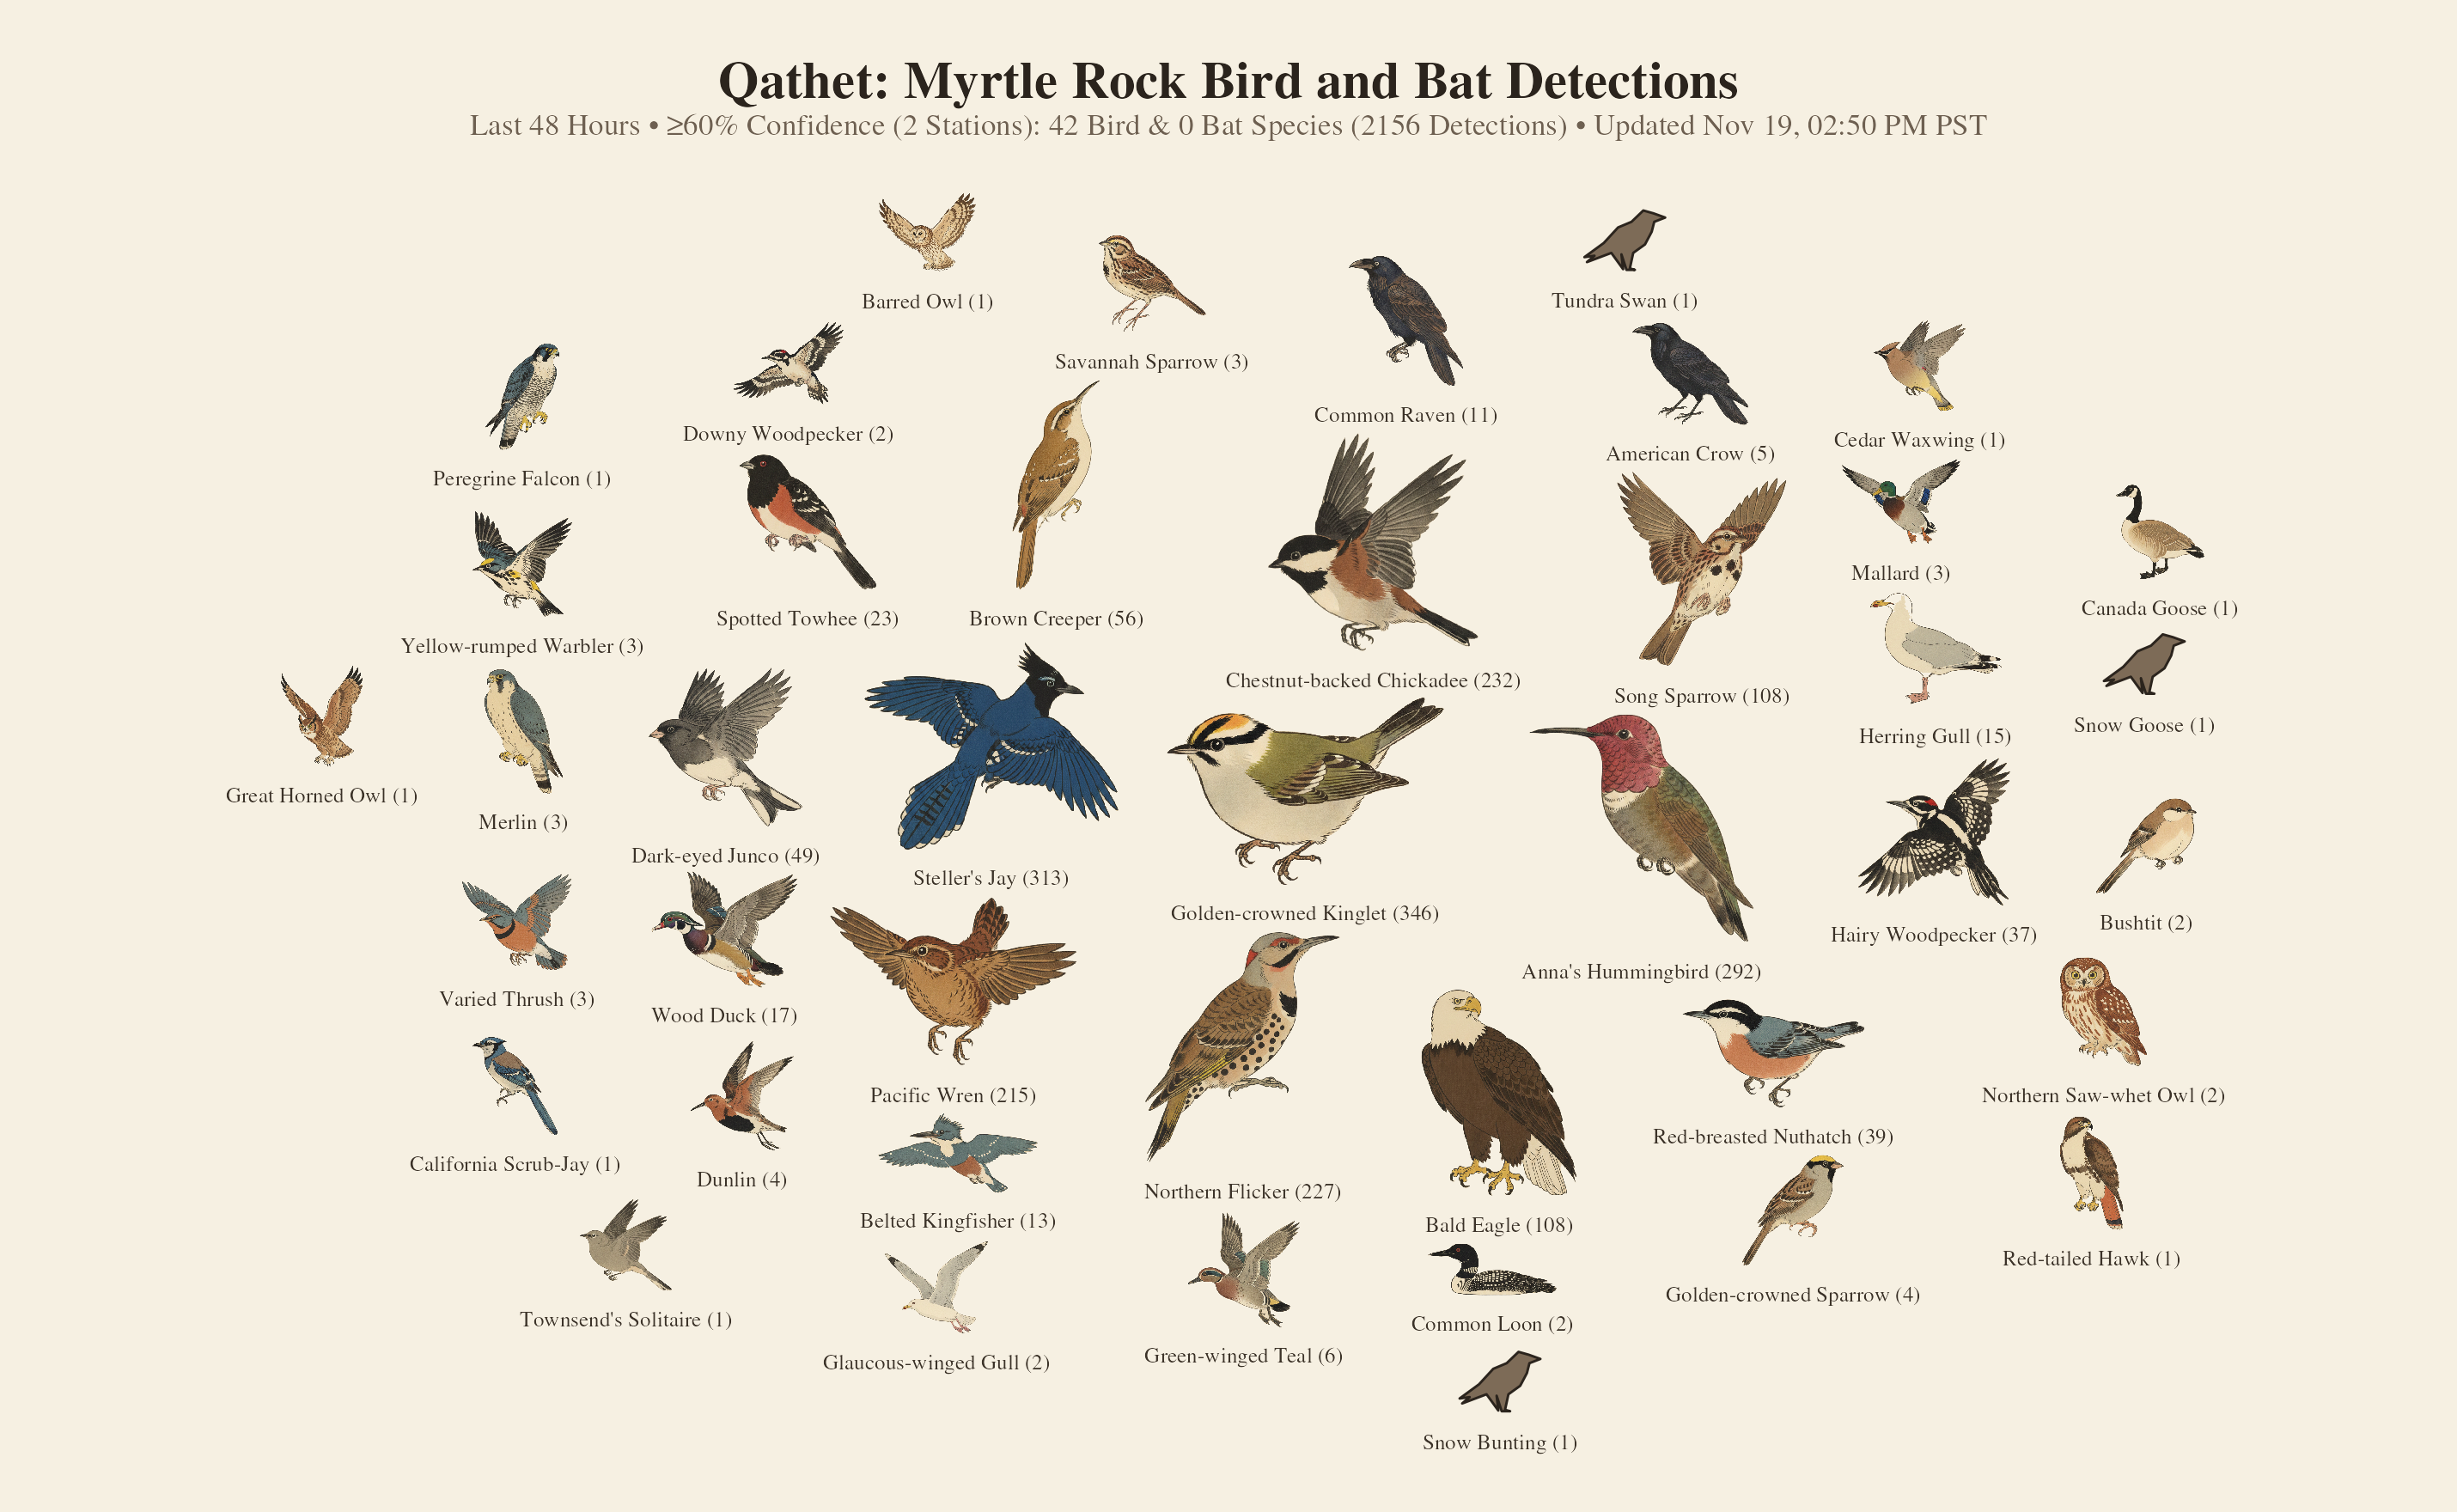 Qathet: Myrtle Rock Bird and Bat Detections
Last 48 Hours • ≥60% Confidence (2 Stations): 42 Bird & 0 Bat Species (2156 Detections) • Updated Nov 19, 02:50 PM PST
Barred Owl (1)
Tundra Swan (1)
Savannah Sparrow (3)
Common Raven (11)
Downy Woodpecker (2)
Cedar Waxwing (1)
American Crow (5)
Peregrine Falcon (1)
Mallard (3)
Canada Goose (1)
Spotted Towhee (23)
Brown Creeper (56)
Yellow-rumped Warbler (3)
Chestnut-backed Chickadee (232)
Song Sparrow (108)
Snow Goose (1)
Herring Gull (15)
Great Horned Owl (1)
Merlin (3)
Dark-eyed Junco (49)
Steller's Jay (313)
Golden-crowned Kinglet (346)
Bushtit (2)
Hairy Woodpecker (37)
Anna's Hummingbird (292)
Varied Thrush (3)
Wood Duck (17)
Pacific Wren (215)
Northern Saw-whet Owl (2)
Red-breasted Nuthatch (39)
California Scrub-Jay (1)
Dunlin (4)
Northern Flicker (227)
Belted Kingfisher (13)
Bald Eagle (108)
Red-tailed Hawk (1)
Golden-crowned Sparrow (4)
Townsend's Solitaire (1)
Common Loon (2)
Green-winged Teal (6)
Glaucous-winged Gull (2)
Snow Bunting (1)